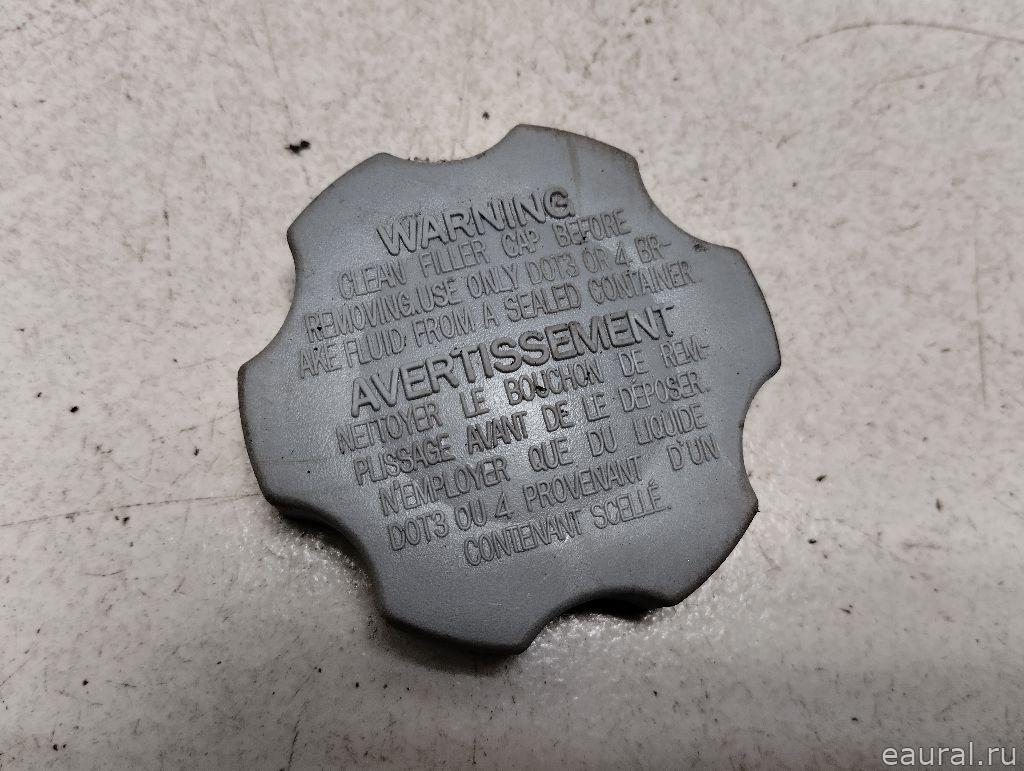 WARNING
CLEAN FILLER CAP BEFORE
REMOVING.USE ONLY DOT3 OR 4 BR-
AKE FLUID FROM A SEALED CONTAINER
AVERTISSEMENT
NETTOYER LE BOUCHON DE REM-
PLISSAGE AVANT DE LE DÉPOSER.
N'EMPLOYER QUE DU LIQUIDE
DOT3 OU 4 PROVENANT D'UN
CONTENANT SCELLÉ.
eaural.ru